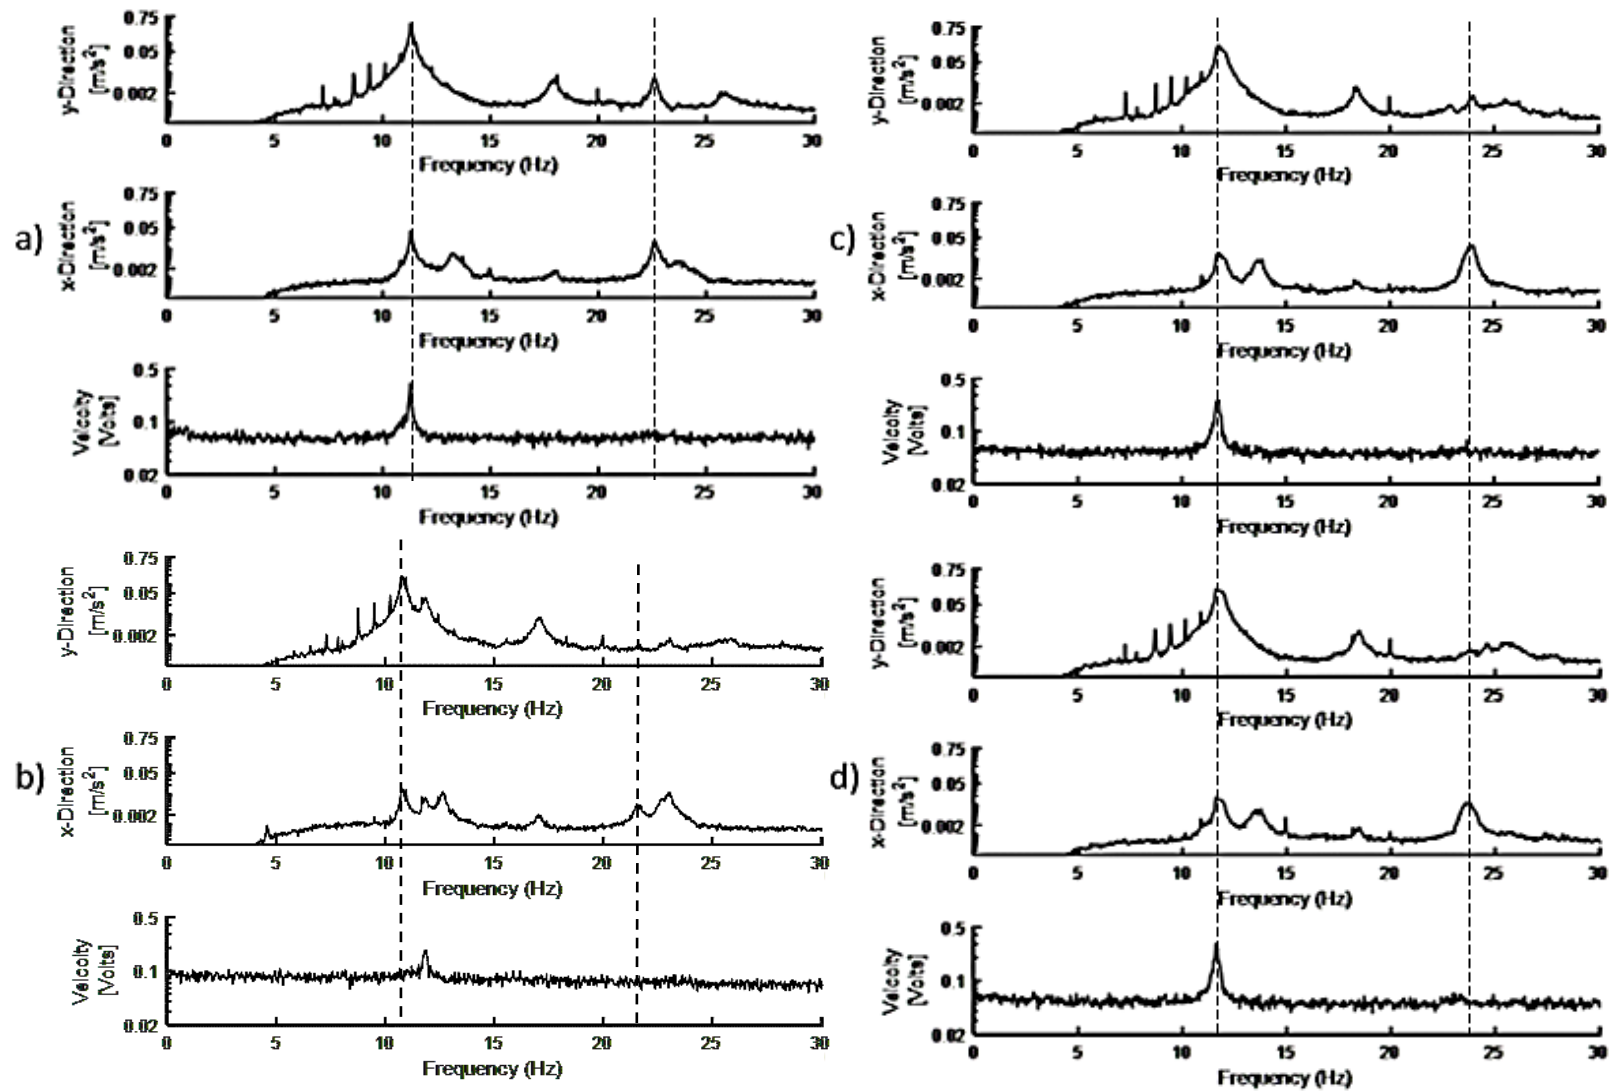 a)
y-Direction
[m/s²]
0.75
0.05
0.002
0 5 10 15 20 25 30
Frequency (Hz)
x-Direction
[m/s²]
0.75
0.05
0.002
0 5 10 15 20 25 30
Frequency (Hz)
Velcoity
[Volts]
0.5
0.1
0.02
0 5 10 15 20 25 30
Frequency (Hz)
b)
y-Direction
[m/s²]
0.75
0.05
0.002
0 5 10 15 20 25 30
Frequency (Hz)
x-Direction
[m/s²]
0.75
0.05
0.002
0 5 10 15 20 25 30
Frequency (Hz)
Velcoity
[Volts]
0.5
0.1
0.02
0 5 10 15 20 25 30
Frequency (Hz)
c)
y-Direction
[m/s²]
0.75
0.05
0.002
0 5 10 15 20 25 30
Frequency (Hz)
x-Direction
[m/s²]
0.75
0.05
0.002
0 5 10 15 20 25 30
Frequency (Hz)
Velcoity
[Volts]
0.5
0.1
0.02
0 5 10 15 20 25 30
Frequency (Hz)
d)
y-Direction
[m/s²]
0.75
0.05
0.002
0 5 10 15 20 25 30
Frequency (Hz)
x-Direction
[m/s²]
0.75
0.05
0.002
0 5 10 15 20 25 30
Frequency (Hz)
Velcoity
[Volts]
0.5
0.1
0.02
0 5 10 15 20 25 30
Frequency (Hz)